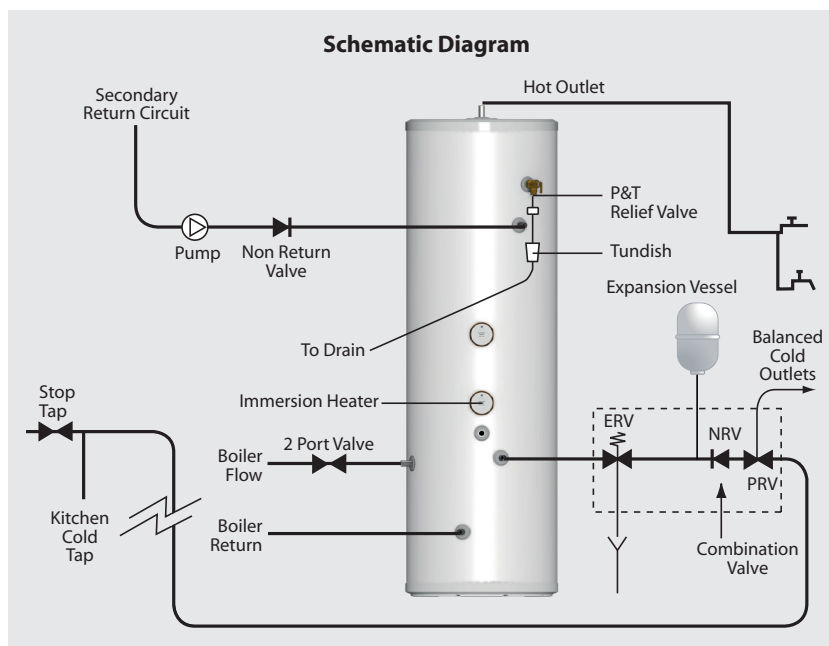 Schematic Diagram
Secondary
Return Circuit
Hot Outlet
P&T
Relief Valve
Pump
Non Return
Valve
Tundish
Expansion Vessel
To Drain
Balanced
Cold
Outlets
Stop
Tap
Immersion Heater
ERV
NRV
2 Port Valve
Boiler
Flow
PRV
Kitchen
Cold
Tap
Boiler
Return
Combination
Valve